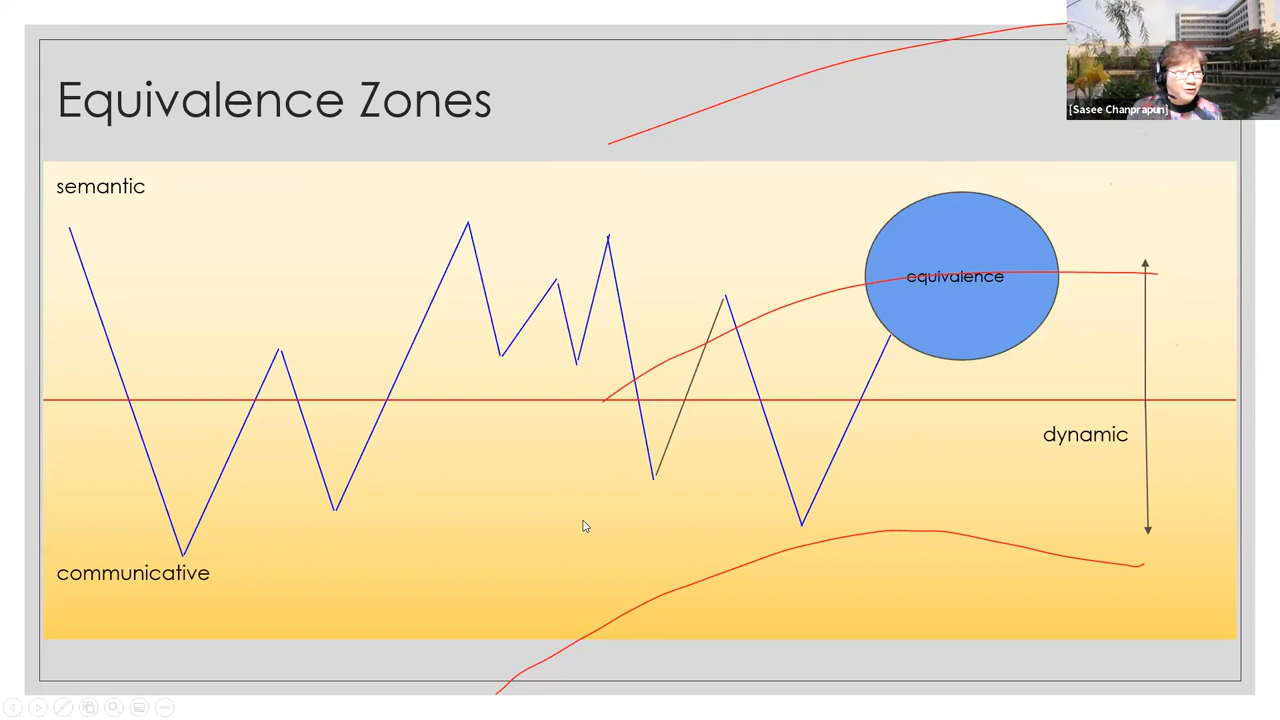 Equivalence Zones
[Sasee Chanprapun]
semantic
equivalence
dynamic
communicative